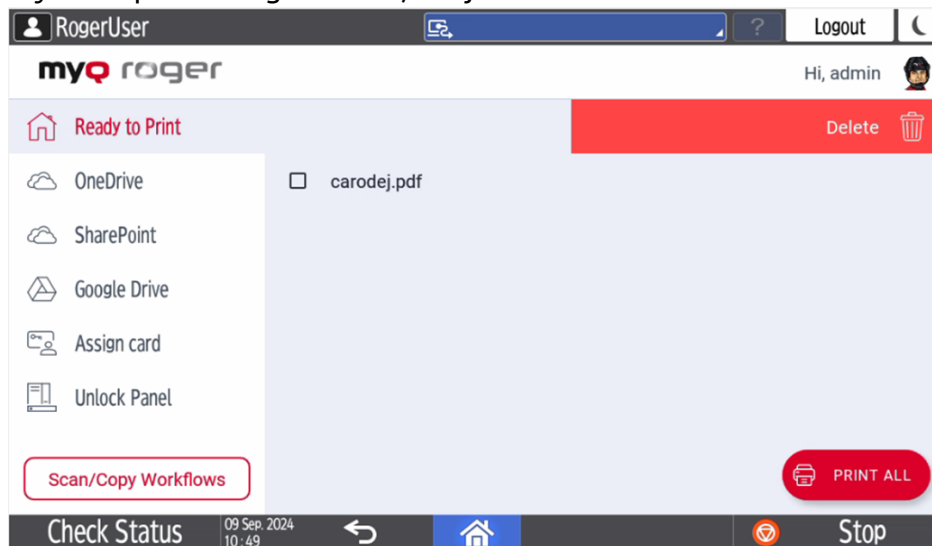 RogerUser
?
Logout
myq roger
Hi, admin
Ready to Print
Delete
OneDrive
carodej.pdf
SharePoint
Google Drive
Assign card
Unlock Panel
Scan/Copy Workflows
PRINT ALL
Check Status
09 Sep. 2024
10:49
Stop